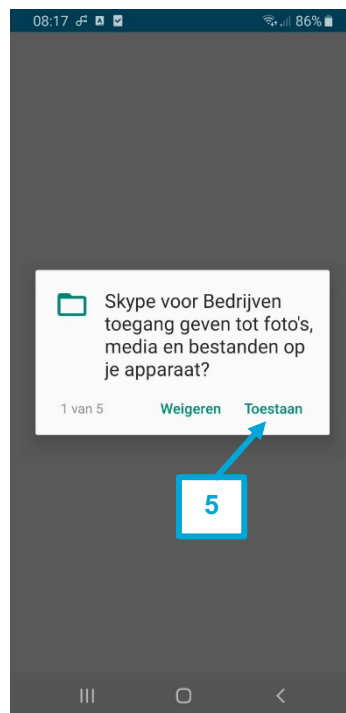 08:17 86%
Skype voor Bedrijven
toegang geven tot foto's,
media en bestanden op
je apparaat?
1 van 5 Weigeren Toestaan
5